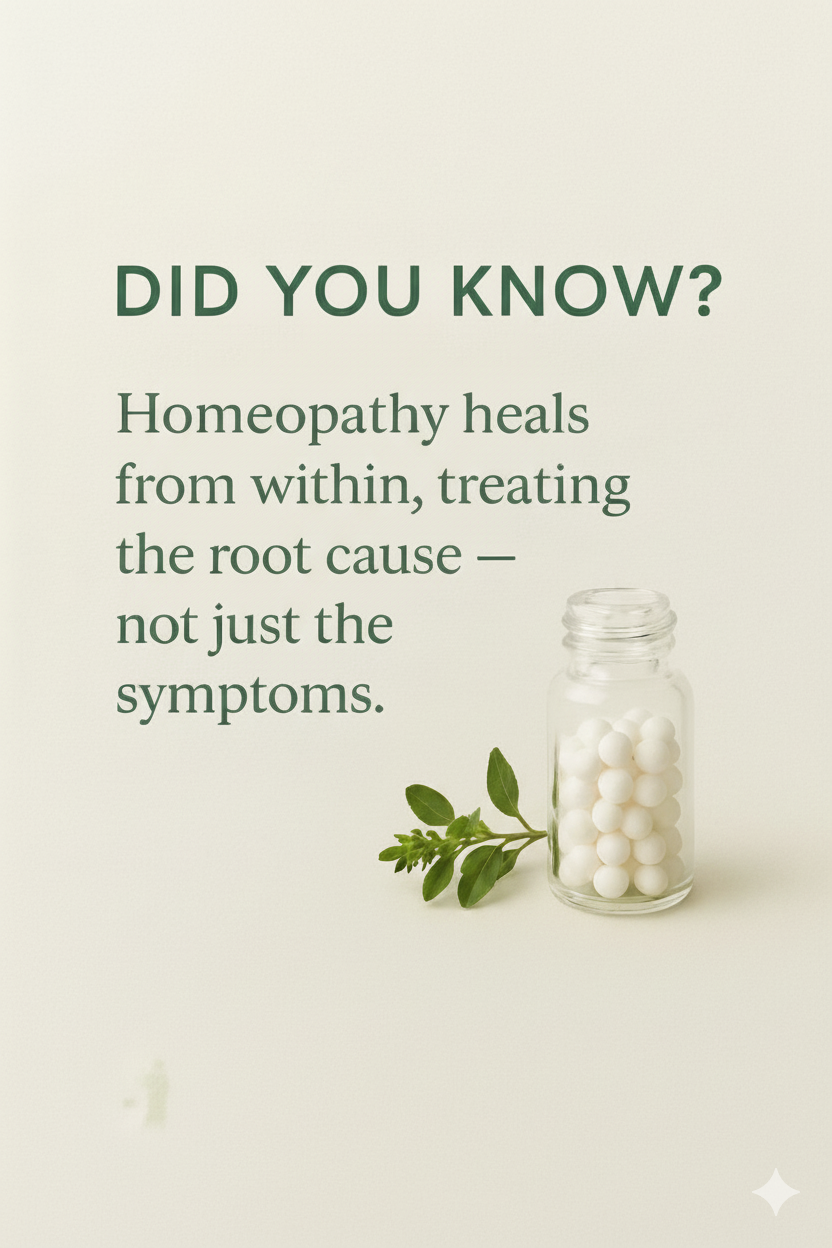 DID YOU KNOW?
Homeopathy heals
from within, treating
the root cause —
not just the
symptoms.